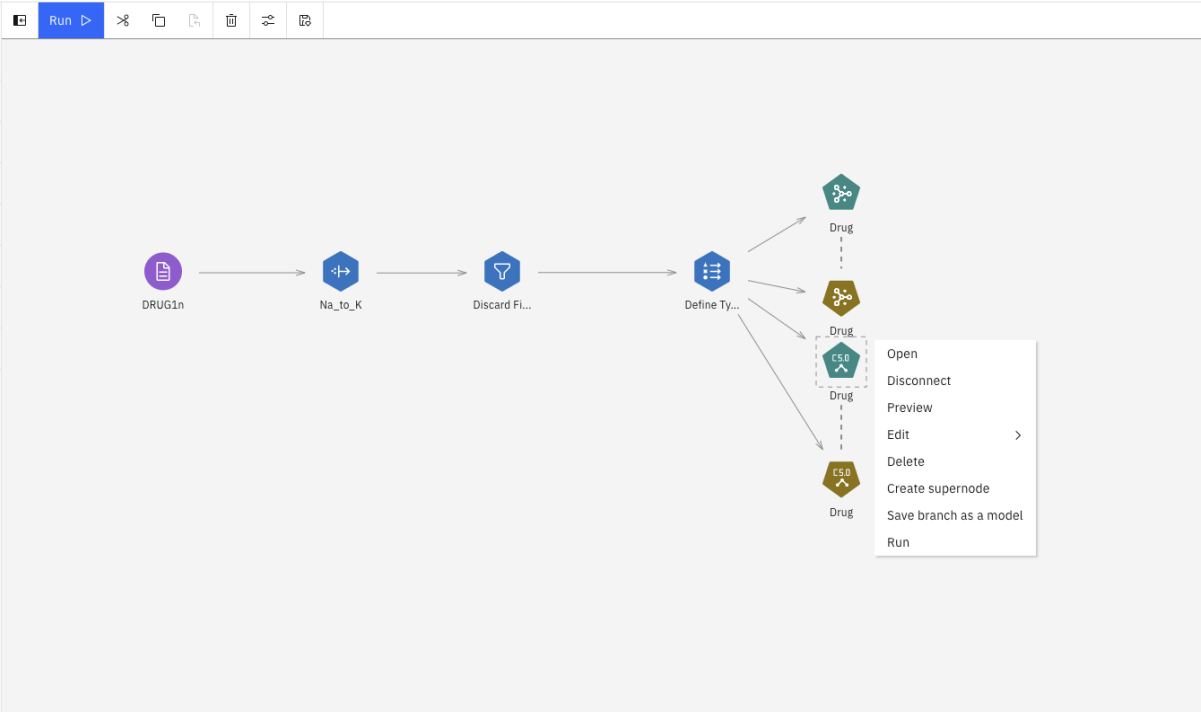 Run
Drug
DRUG1n
Na_to_K
Discard Fi...
Define Ty...
Drug
C5.0
Drug
C5.0
Drug
Open
Disconnect
Preview
Edit
Delete
Create supernode
Save branch as a model
Run